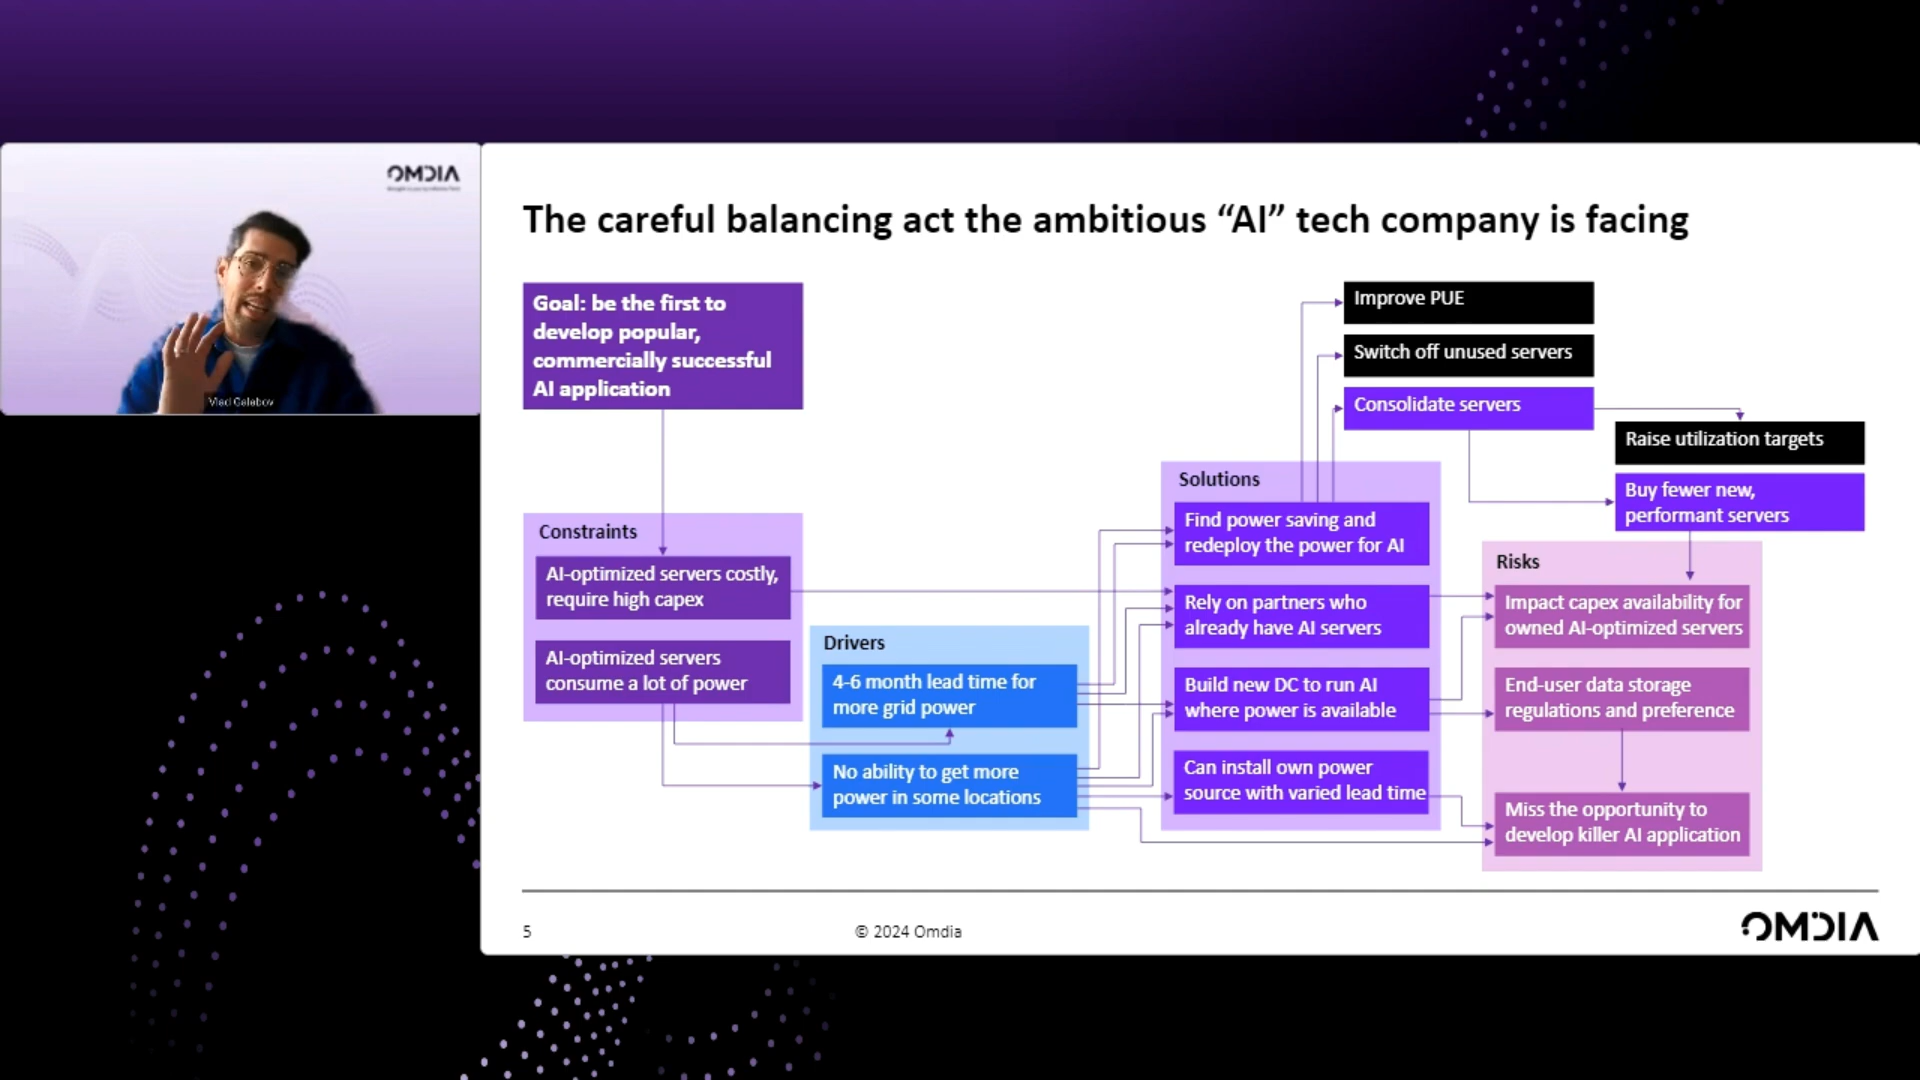 OMDIA
Vlad Galabov
The careful balancing act the ambitious “AI” tech company is facing
Goal: be the first to
develop popular,
commercially successful
AI application
Constraints
AI-optimized servers costly,
require high capex
AI-optimized servers
consume a lot of power
Drivers
4-6 month lead time for
more grid power
No ability to get more
power in some locations
Solutions
Find power saving and
redeploy the power for AI
Rely on partners who
already have AI servers
Build new DC to run AI
where power is available
Can install own power
source with varied lead time
Improve PUE
Switch off unused servers
Consolidate servers
Raise utilization targets
Buy fewer new,
performant servers
Risks
Impact capex availability for
owned AI-optimized servers
End-user data storage
regulations and preference
Miss the opportunity to
develop killer AI application
5
© 2024 Omdia
OMDIA